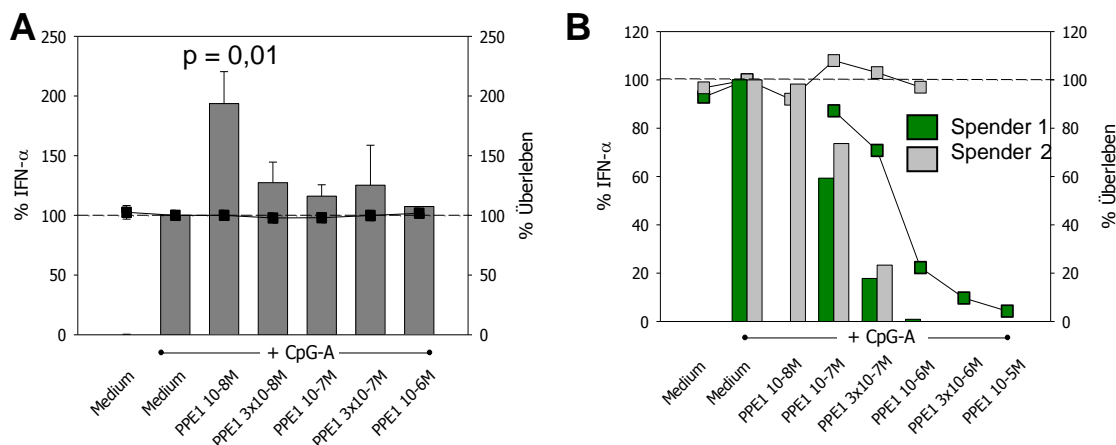 A
p = 0,01
250
200
150
100
50
0
% IFN-α
250
200
150
100
50
0
% Überleben
+ CpG-A
Medium
Medium
PPE1 10-8M
PPE1 3x10-8M
PPE1 10-7M
PPE1 3x10-7M
PPE1 10-6M
B
120
100
80
60
40
20
0
% IFN-α
120
100
80
60
40
20
0
% Überleben
Spender 1
Spender 2
+ CpG-A
Medium
Medium
PPE1 10-8M
PPE1 10-7M
PPE1 3x10-7M
PPE1 10-6M
PPE1 3x10-6M
PPE1 10-5M